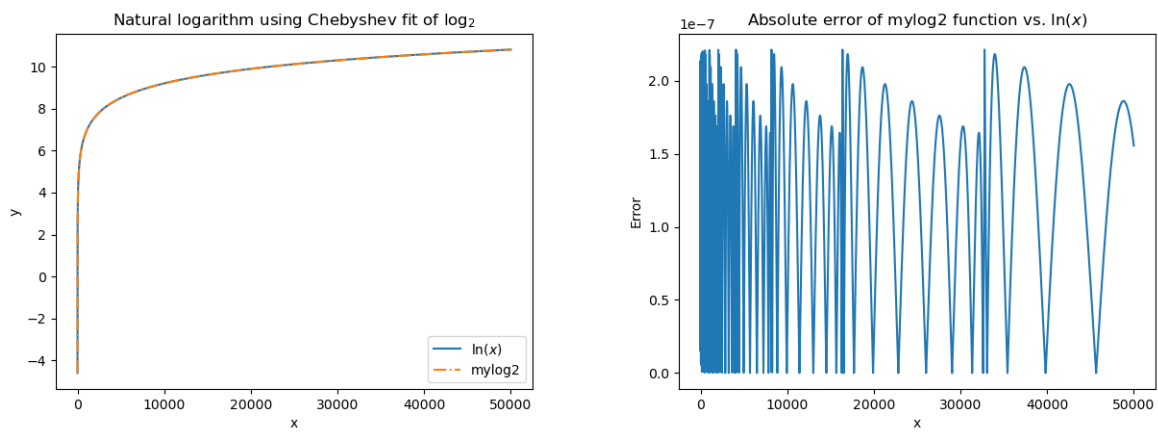 Natural logarithm using Chebyshev fit of log₂
10
8
6
4
2
0
−2
−4
y
0
10000
20000
30000
40000
50000
x
ln(x)
mylog2
Absolute error of mylog2 function vs. ln(x)
1e−7
2.0
1.5
1.0
0.5
0.0
Error
0
10000
20000
30000
40000
50000
x